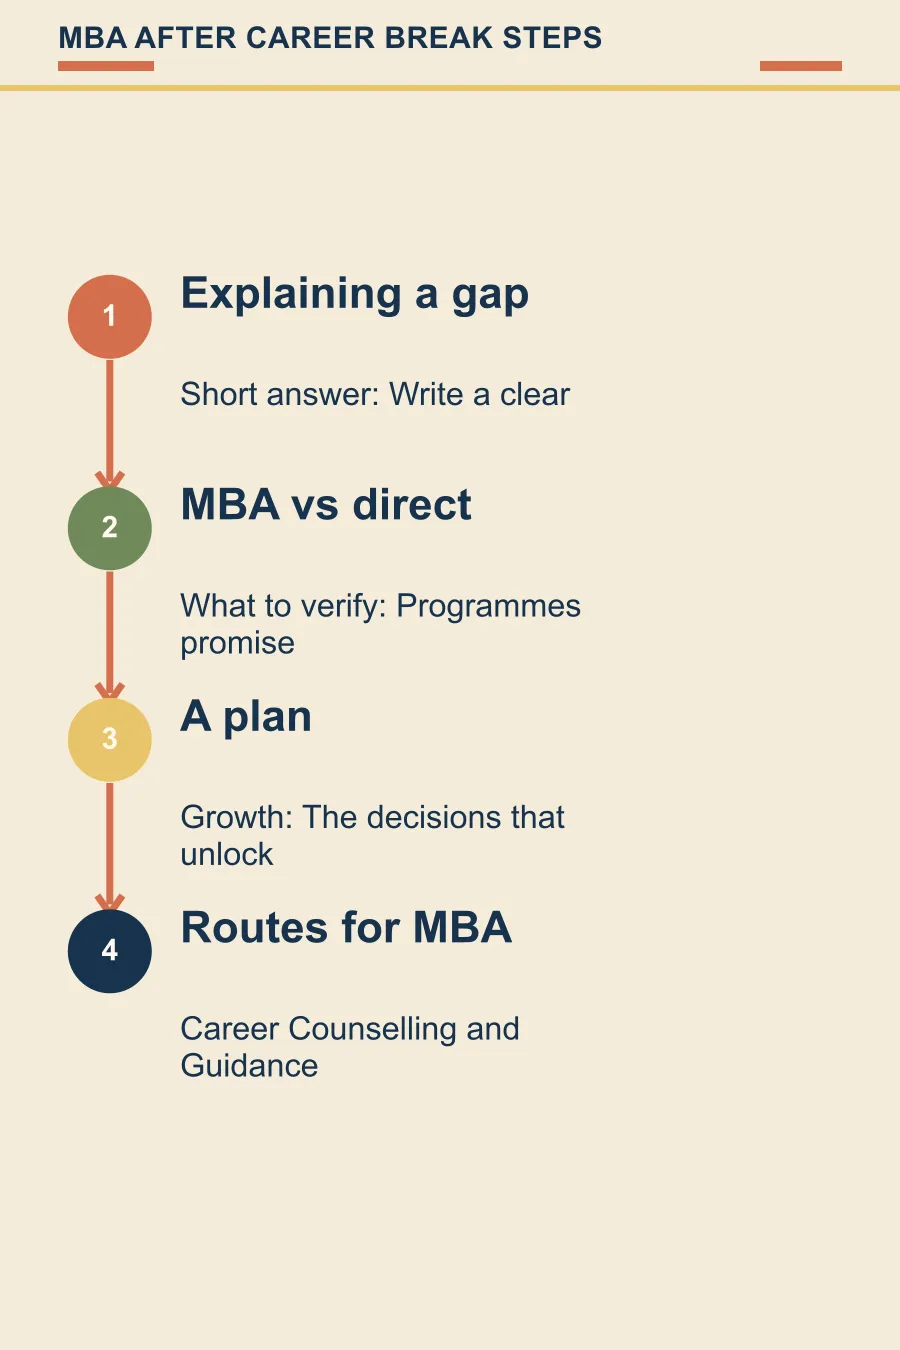 MBA AFTER CAREER BREAK STEPS
1
Explaining a gap
Short answer: Write a clear
2
MBA vs direct
What to verify: Programmes
promise
3
A plan
Growth: The decisions that
unlock
4
Routes for MBA
Career Counselling and
Guidance